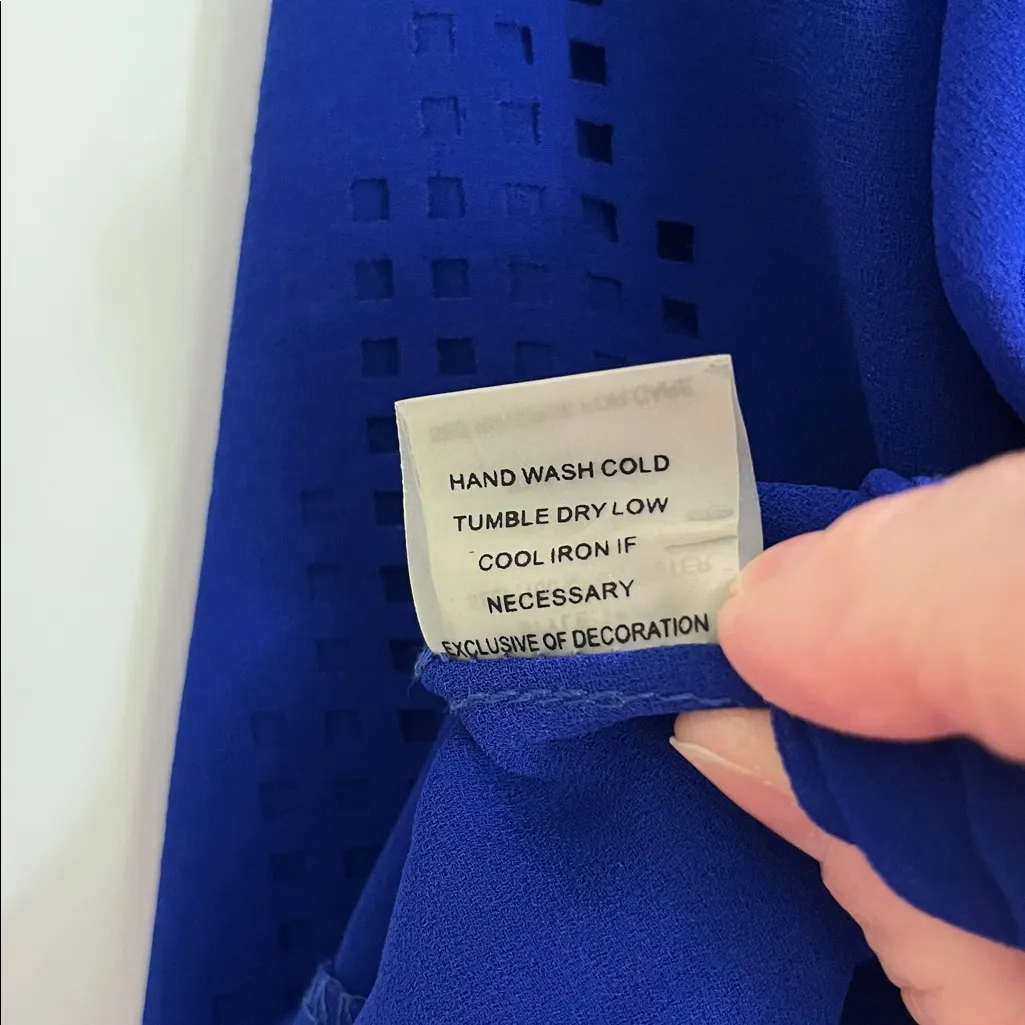 HAND WASH COLD
TUMBLE DRY LOW
COOL IRON IF
NECESSARY
EXCLUSIVE OF DECORATION